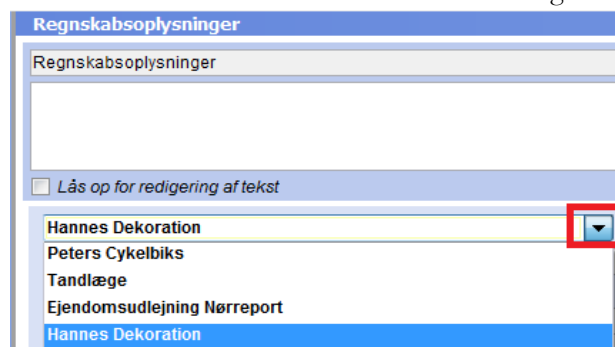 Regnskabsoplysninger
Regnskabsoplysninger
Lås op for redigering af tekst
Hannes Dekoration
Peters Cykelbiks
Tandlæge
Ejendomsudlejning Nørreport
Hannes Dekoration